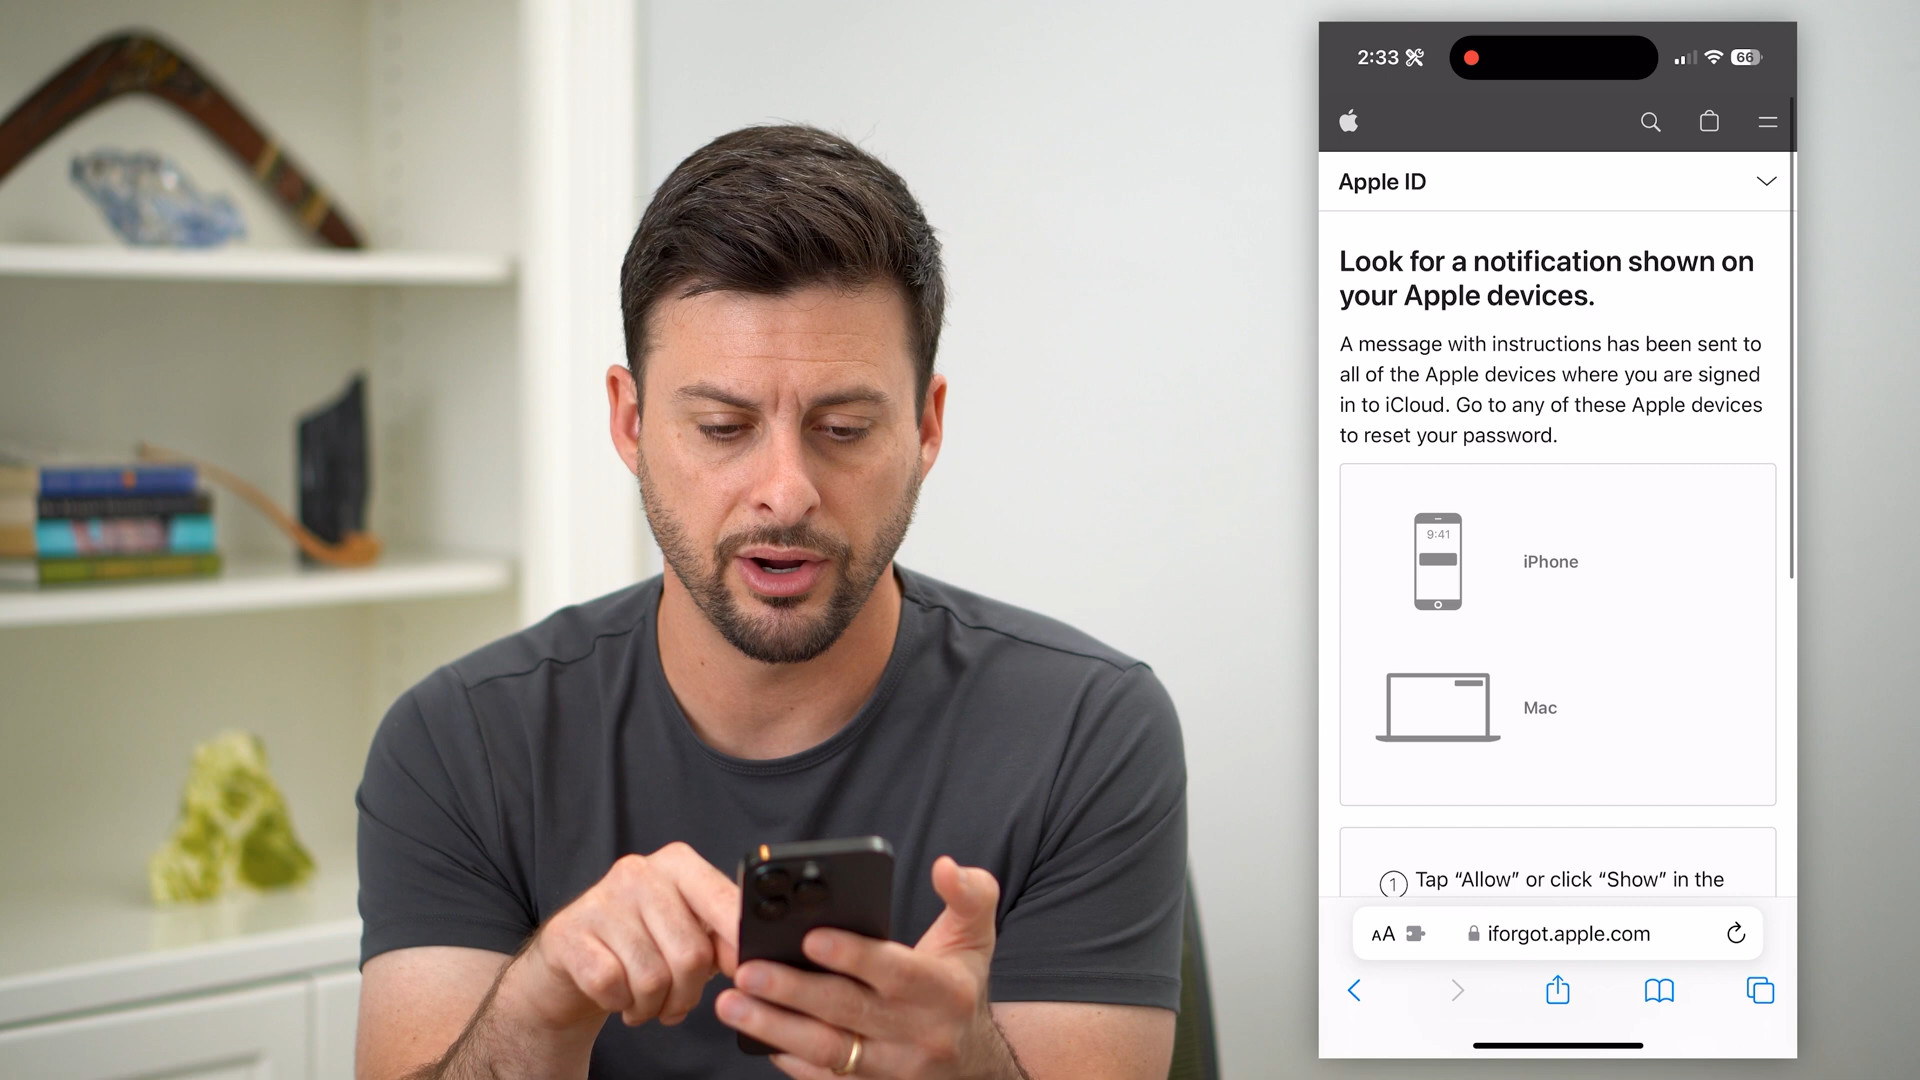 2:33
66
Apple ID
Look for a notification shown on
your Apple devices.
A message with instructions has been sent to
all of the Apple devices where you are signed
in to iCloud. Go to any of these Apple devices
to reset your password.
9:41
iPhone
Mac
1 Tap “Allow” or click “Show” in the
AA
iforgot.apple.com